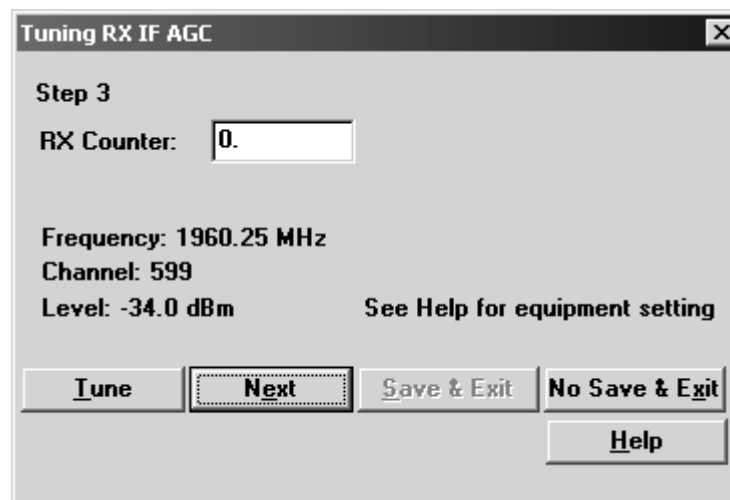 Tuning RX IF AGC
Step 3
RX Counter: 0.
Frequency: 1960.25 MHz
Channel: 599
Level: -34.0 dBm See Help for equipment setting
Tune Next Save & Exit No Save & Exit
Help